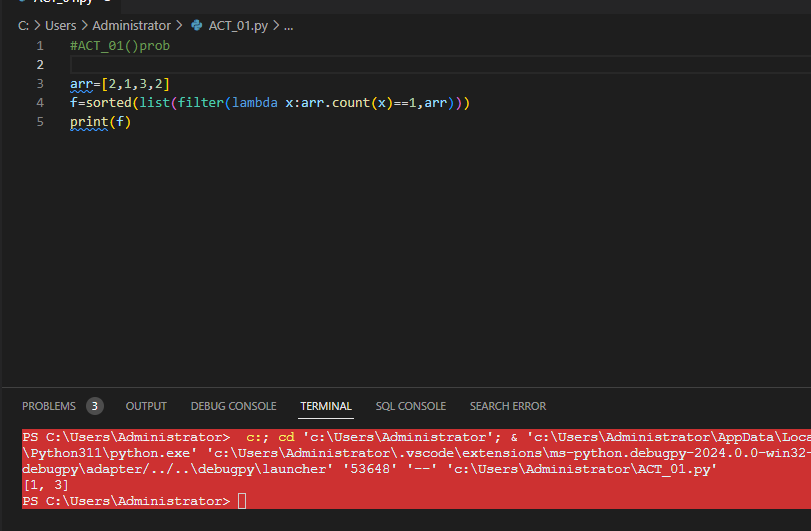 ACT_01.py
C: > Users > Administrator > ACT_01.py > ...
1 #ACT_01()prob
2
3 arr=[2,1,3,2]
4 f=sorted(list(filter(lambda x:arr.count(x)==1,arr)))
5 print(f)
PROBLEMS 3 OUTPUT DEBUG CONSOLE TERMINAL SQL CONSOLE SEARCH ERROR
PS C:\Users\Administrator>  c:; cd 'c:\Users\Administrator'; & 'c:\Users\Administrator\AppData\Loca
\Python311\python.exe' 'c:\Users\Administrator\.vscode\extensions\ms-python.debugpy-2024.0.0-win32-
debugpy\adapter/../..\debugpy\launcher' '53648' '--' 'c:\Users\Administrator\ACT_01.py'
[1, 3]
PS C:\Users\Administrator>